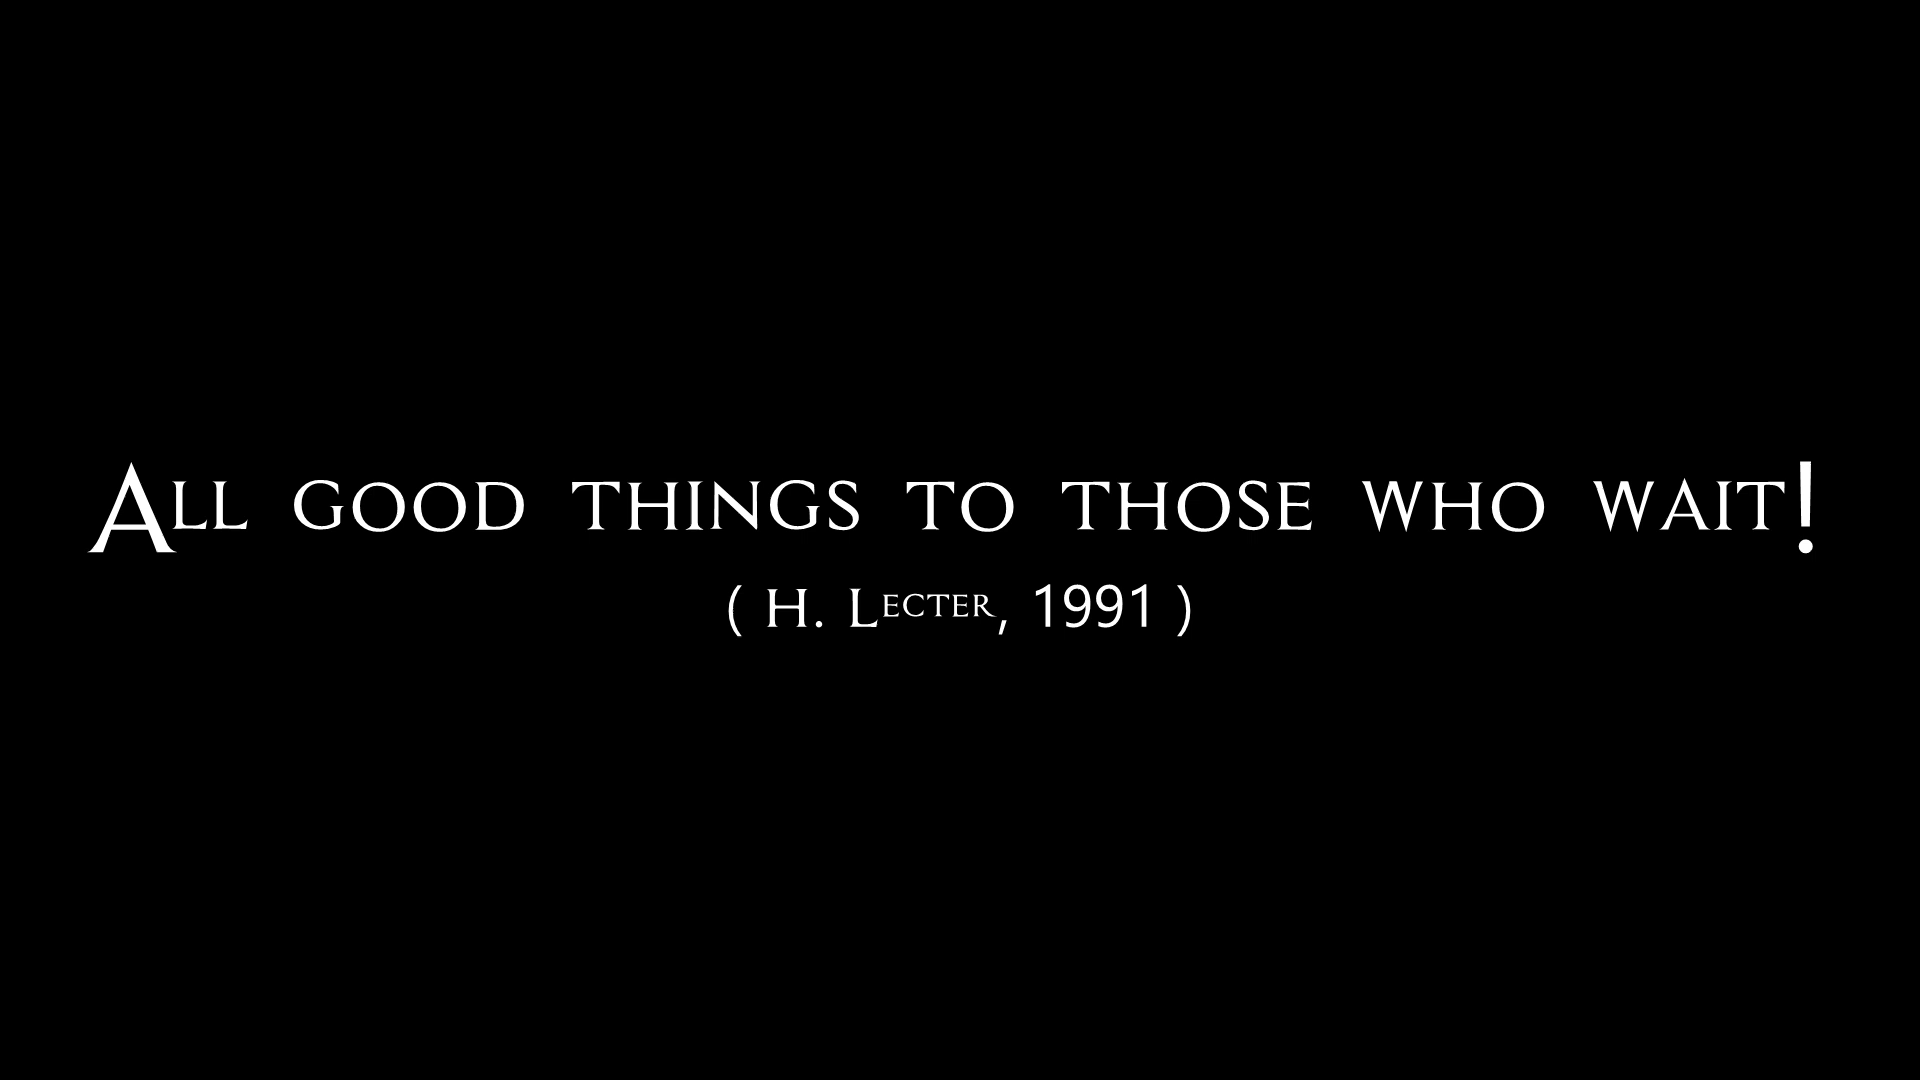 All good things to those who wait!
( H. Lecter, 1991 )